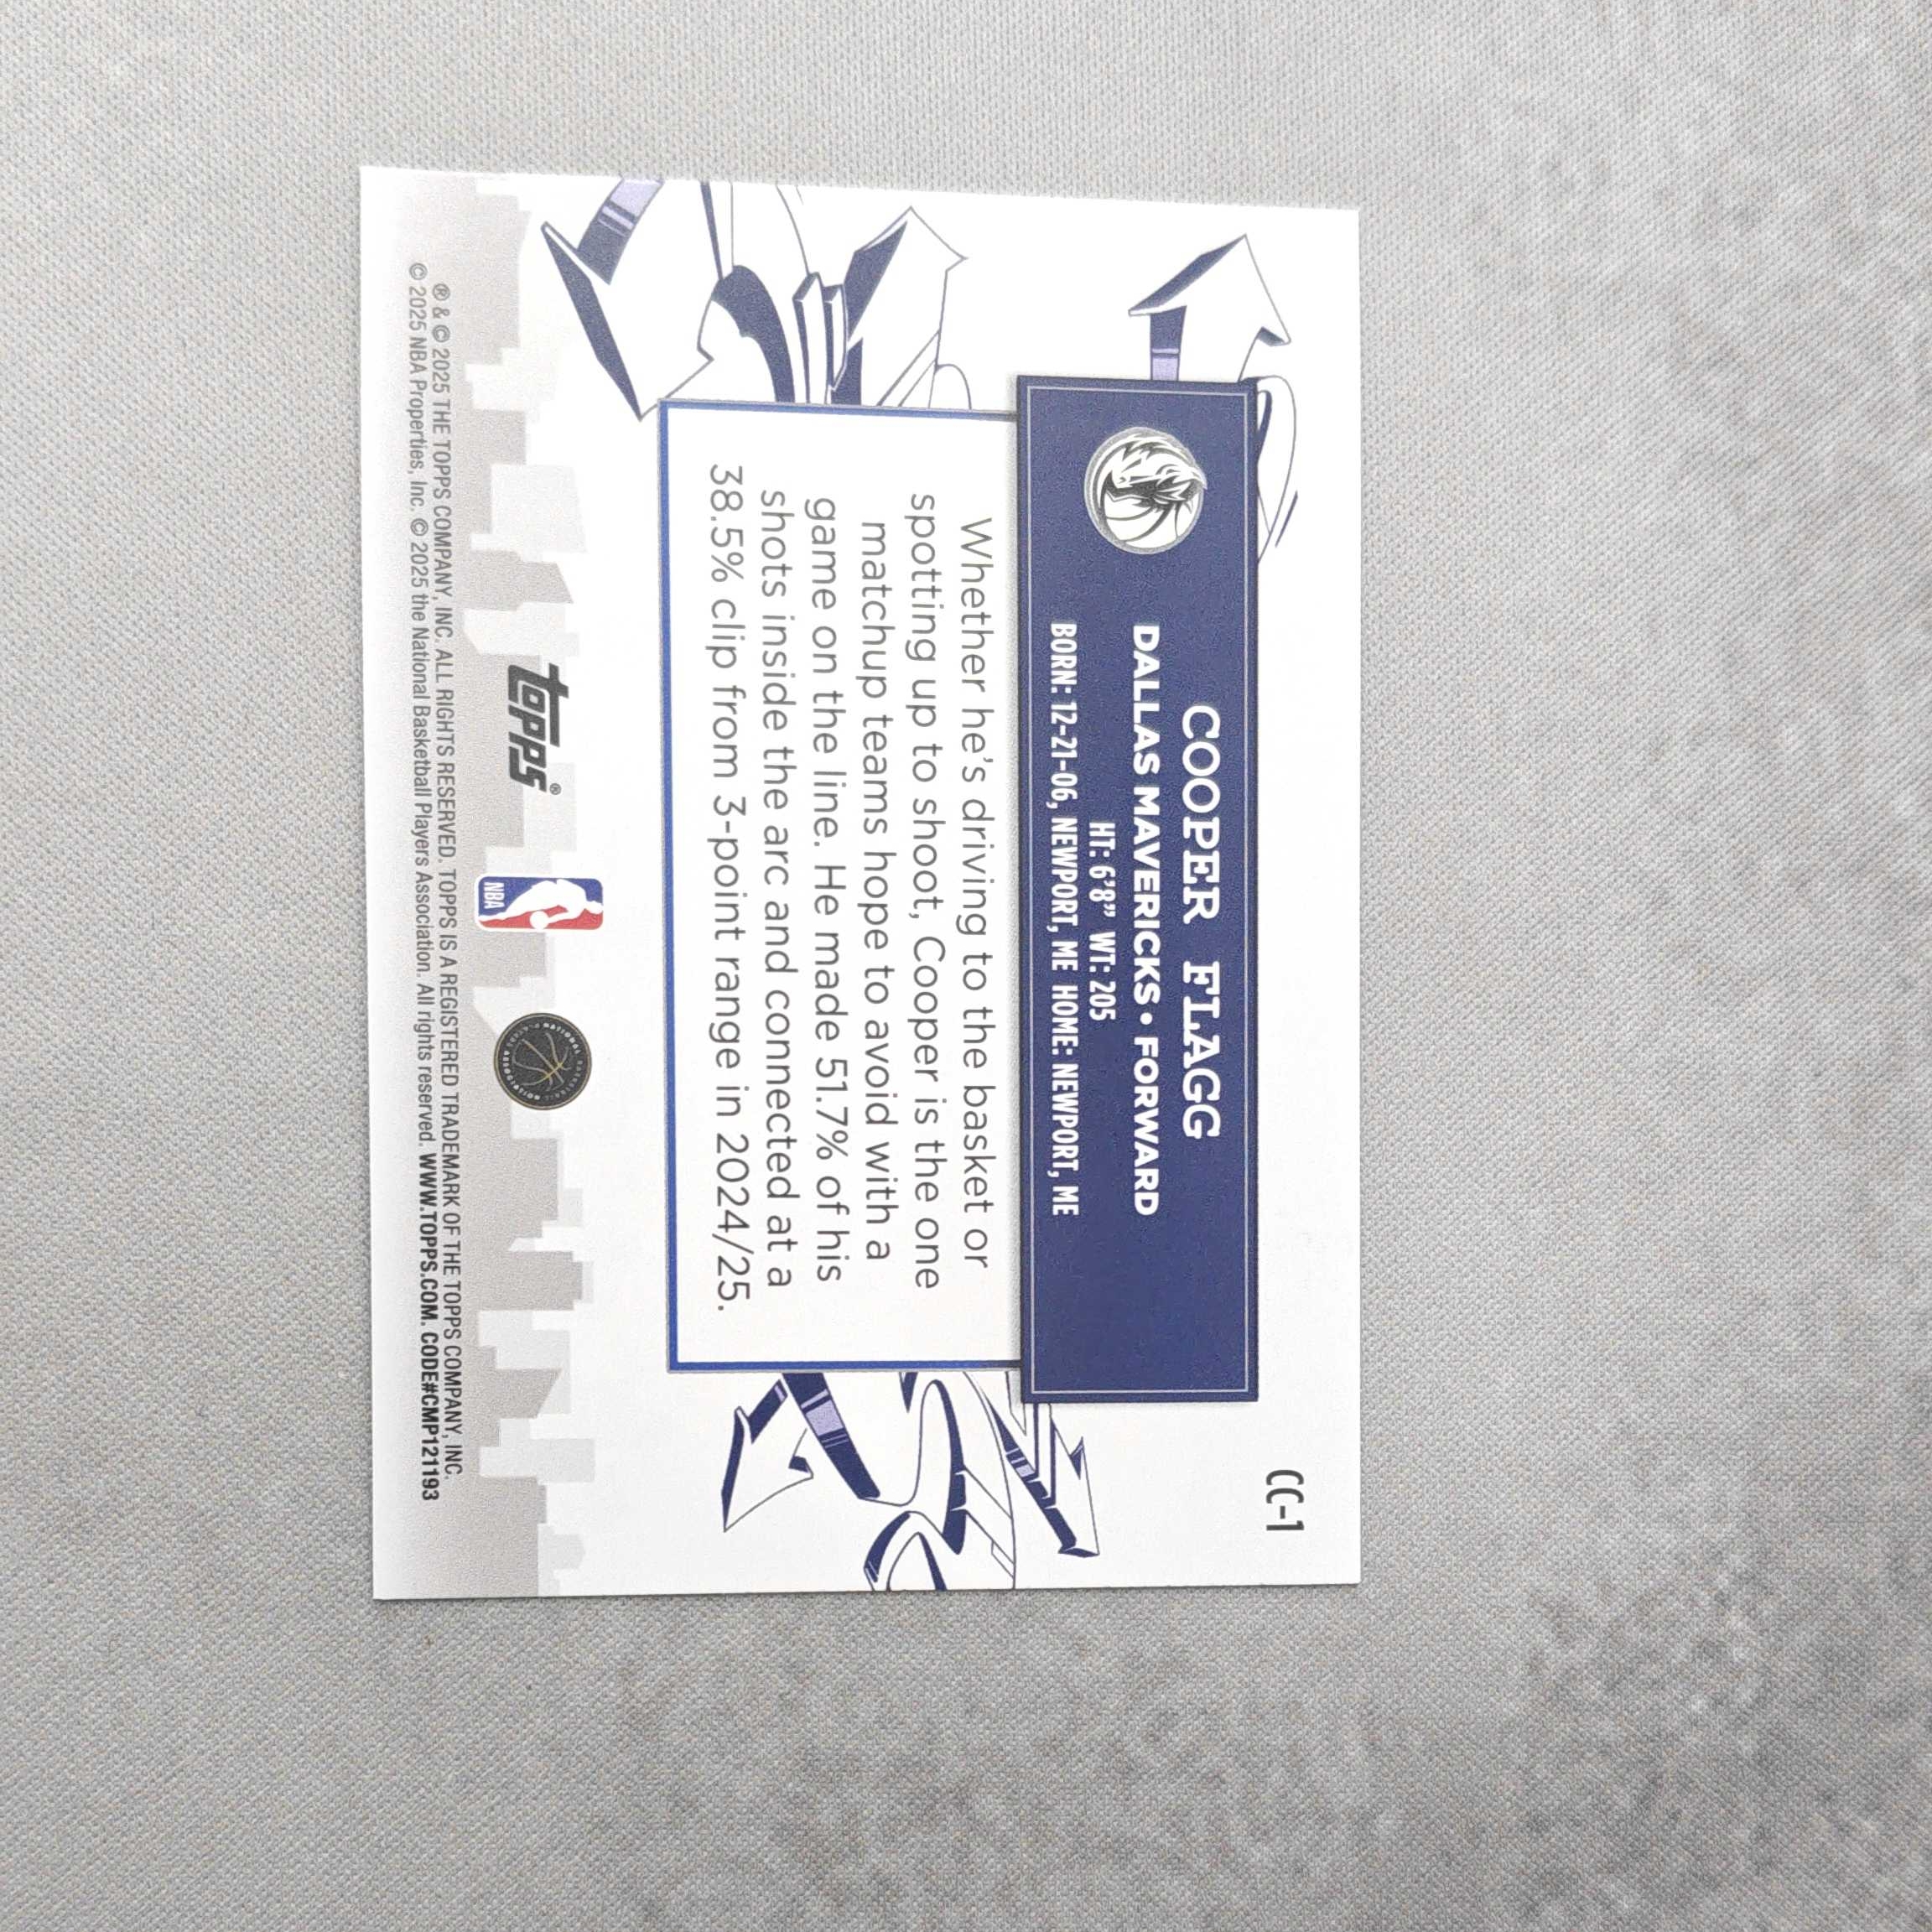 CC-1
COOPER FLAGG
DALLAS MAVERICKS • FORWARD
HT: 6'8" WT: 205
BORN: 12-21-06, NEWPORT, ME HOME: NEWPORT, ME
Whether he's driving to the basket or
spotting up to shoot, Cooper is the one
matchup teams hope to avoid with a
game on the line. He made 51.7% of his
shots inside the arc and connected at a
38.5% clip from 3-point range in 2024/25.
topps®
NBA
® & © 2025 THE TOPPS COMPANY, INC. ALL RIGHTS RESERVED. TOPPS IS A REGISTERED TRADEMARK OF THE TOPPS COMPANY, INC.
© 2025 NBA Properties, Inc. © 2025 the National Basketball Players Association. All rights reserved. WWW.TOPPS.COM. CODE#CMP121193